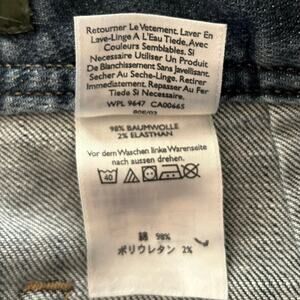 Retourner Le Vetement. Laver En
Lave-Linge A L'Eau Tiede, Avec
Couleurs Semblables. Si
Necessaire Utiliser Un Produit
De Blanchissement Sans Javellisant.
Secher Au Seche-Linge. Retirer
Immediatement. Repasser Au Fer
Tiede Si Necessaire.
WPL 9647 CA00665
98% BAUMWOLLE
2% ELASTHAN
Vor dem Waschen linke Warenseite
nach aussen drehen.
40
綿 98%
ポリウレタン 2%